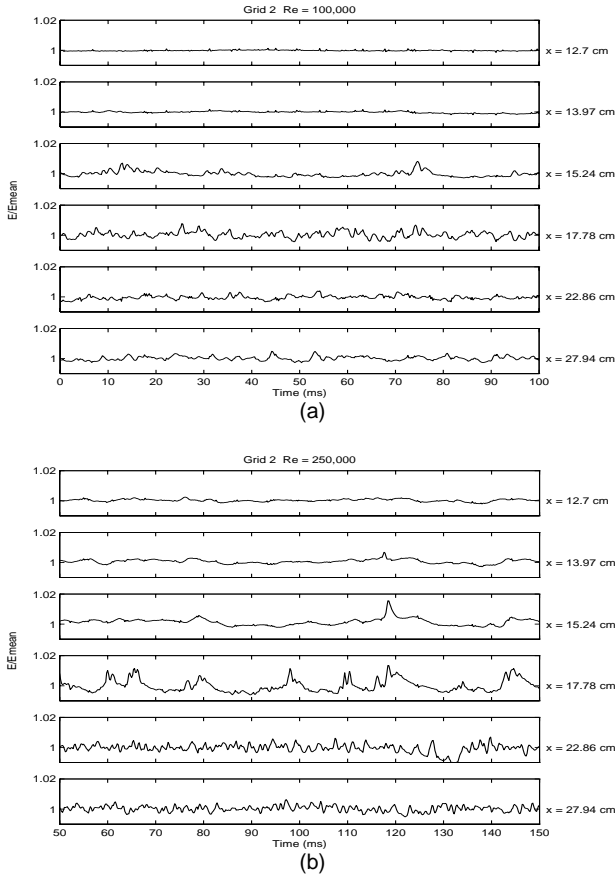 Grid 2 Re = 100,000
1.02
1
x = 12.7 cm
1.02
1
x = 13.97 cm
1.02
1
x = 15.24 cm
E/Emean
1.02
1
x = 17.78 cm
1.02
1
x = 22.86 cm
1.02
1
x = 27.94 cm
0 10 20 30 40 50 60 70 80 90 100
Time (ms)
(a)
Grid 2 Re = 250,000
1.02
1
x = 12.7 cm
1.02
1
x = 13.97 cm
1.02
1
x = 15.24 cm
E/Emean
1.02
1
x = 17.78 cm
1.02
1
x = 22.86 cm
1.02
1
x = 27.94 cm
50 60 70 80 90 100 110 120 130 140 150
Time (ms)
(b)